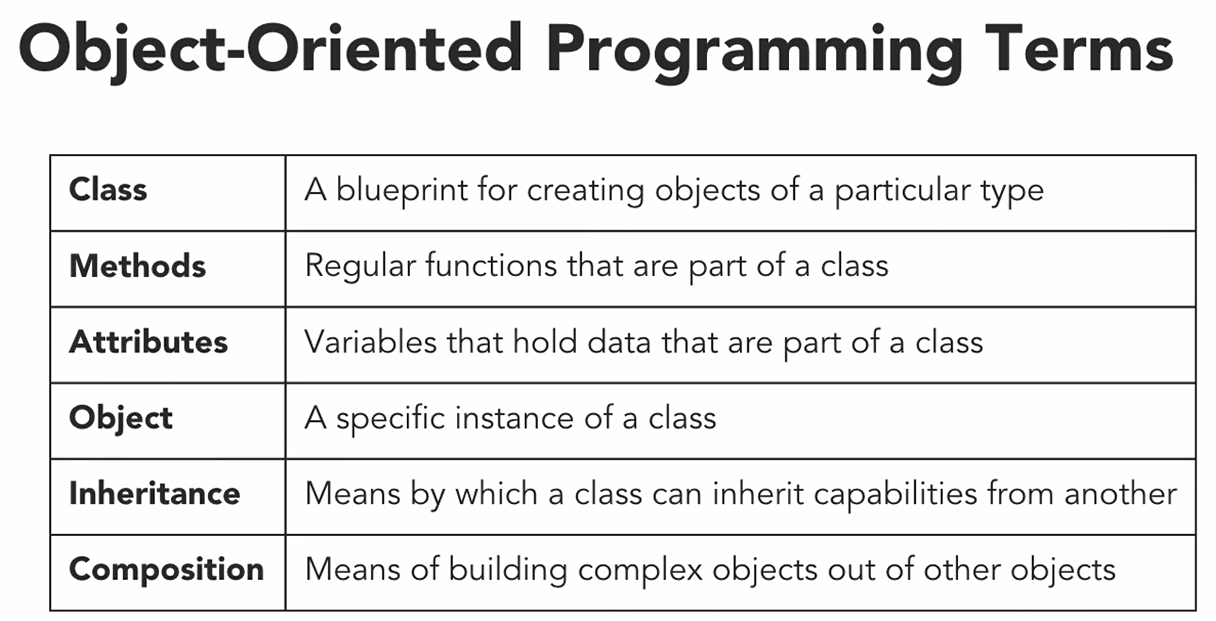 Object-Oriented Programming Terms
Class A blueprint for creating objects of a particular type
Methods Regular functions that are part of a class
Attributes Variables that hold data that are part of a class
Object A specific instance of a class
Inheritance Means by which a class can inherit capabilities from another
Composition Means of building complex objects out of other objects